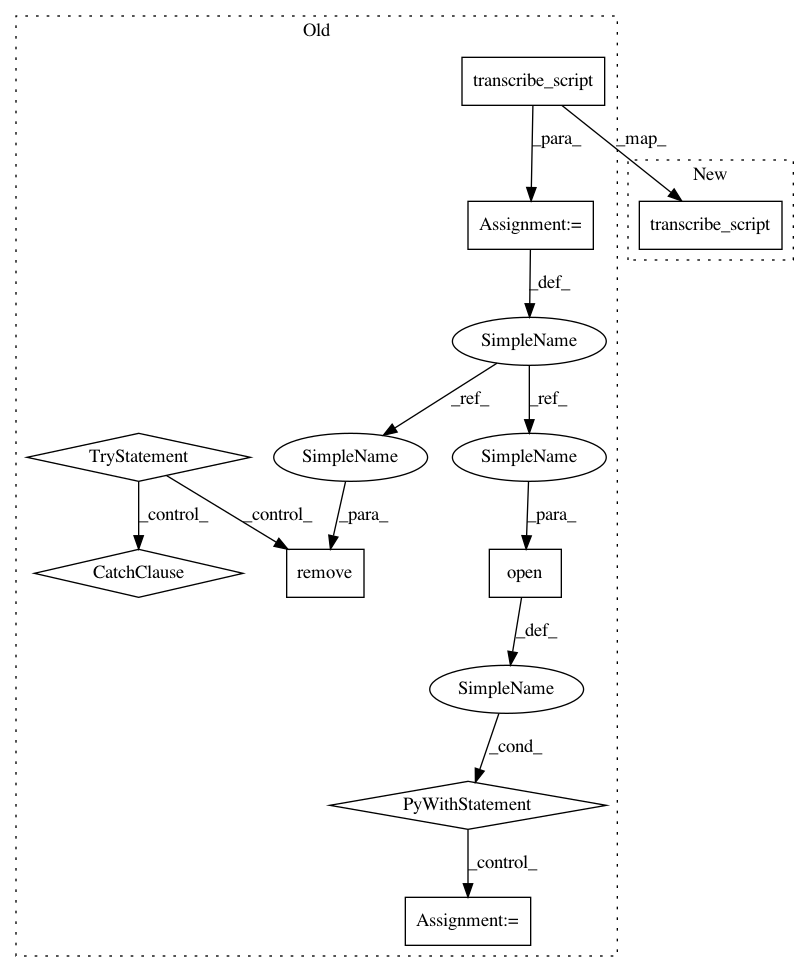 Old
transcribe_script
_para_
_map_
New
Assignment:=
transcribe_script
_def_
SimpleName
_ref_
_ref_
TryStatement
SimpleName
SimpleName
_control_
_control_
_para_
_para_
CatchClause
remove
open
_def_
SimpleName
_cond_
PyWithStatement
_control_
Assignment:=